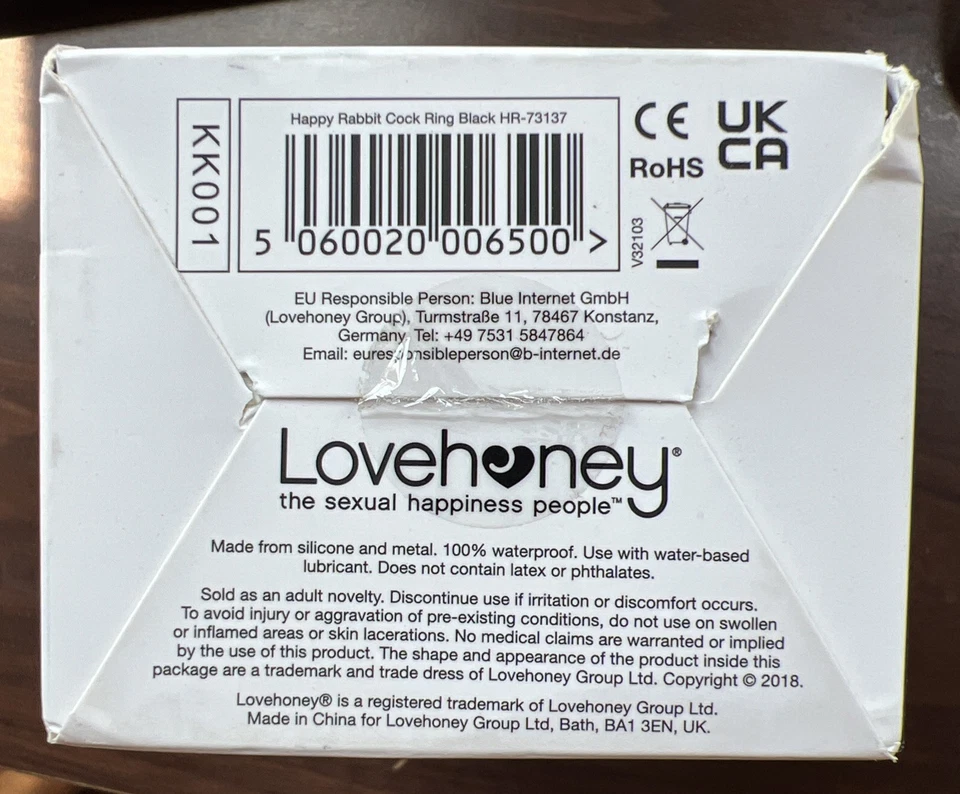 KK001
Happy Rabbit Cock Ring Black HR-73137
5 060020 006500 >
CE
RoHS
UK
CA
V32103
EU Responsible Person: Blue Internet GmbH
(Lovehoney Group), Turmstraße 11, 78467 Konstanz,
Germany Tel: +49 7531 5847864
Email: euresponsibleperson@b-internet.de
Lovehoney®
the sexual happiness people™
Made from silicone and metal. 100% waterproof. Use with water-based
lubricant. Does not contain latex or phthalates.
Sold as an adult novelty. Discontinue use if irritation or discomfort occurs.
To avoid injury or aggravation of pre-existing conditions, do not use on swollen
or inflamed areas or skin lacerations. No medical claims are warranted or implied
by the use of this product. The shape and appearance of the product inside this
package are a trademark and trade dress of Lovehoney Group Ltd. Copyright © 2018.
Lovehoney® is a registered trademark of Lovehoney Group Ltd.
Made in China for Lovehoney Group Ltd, Bath, BA1 3EN, UK.